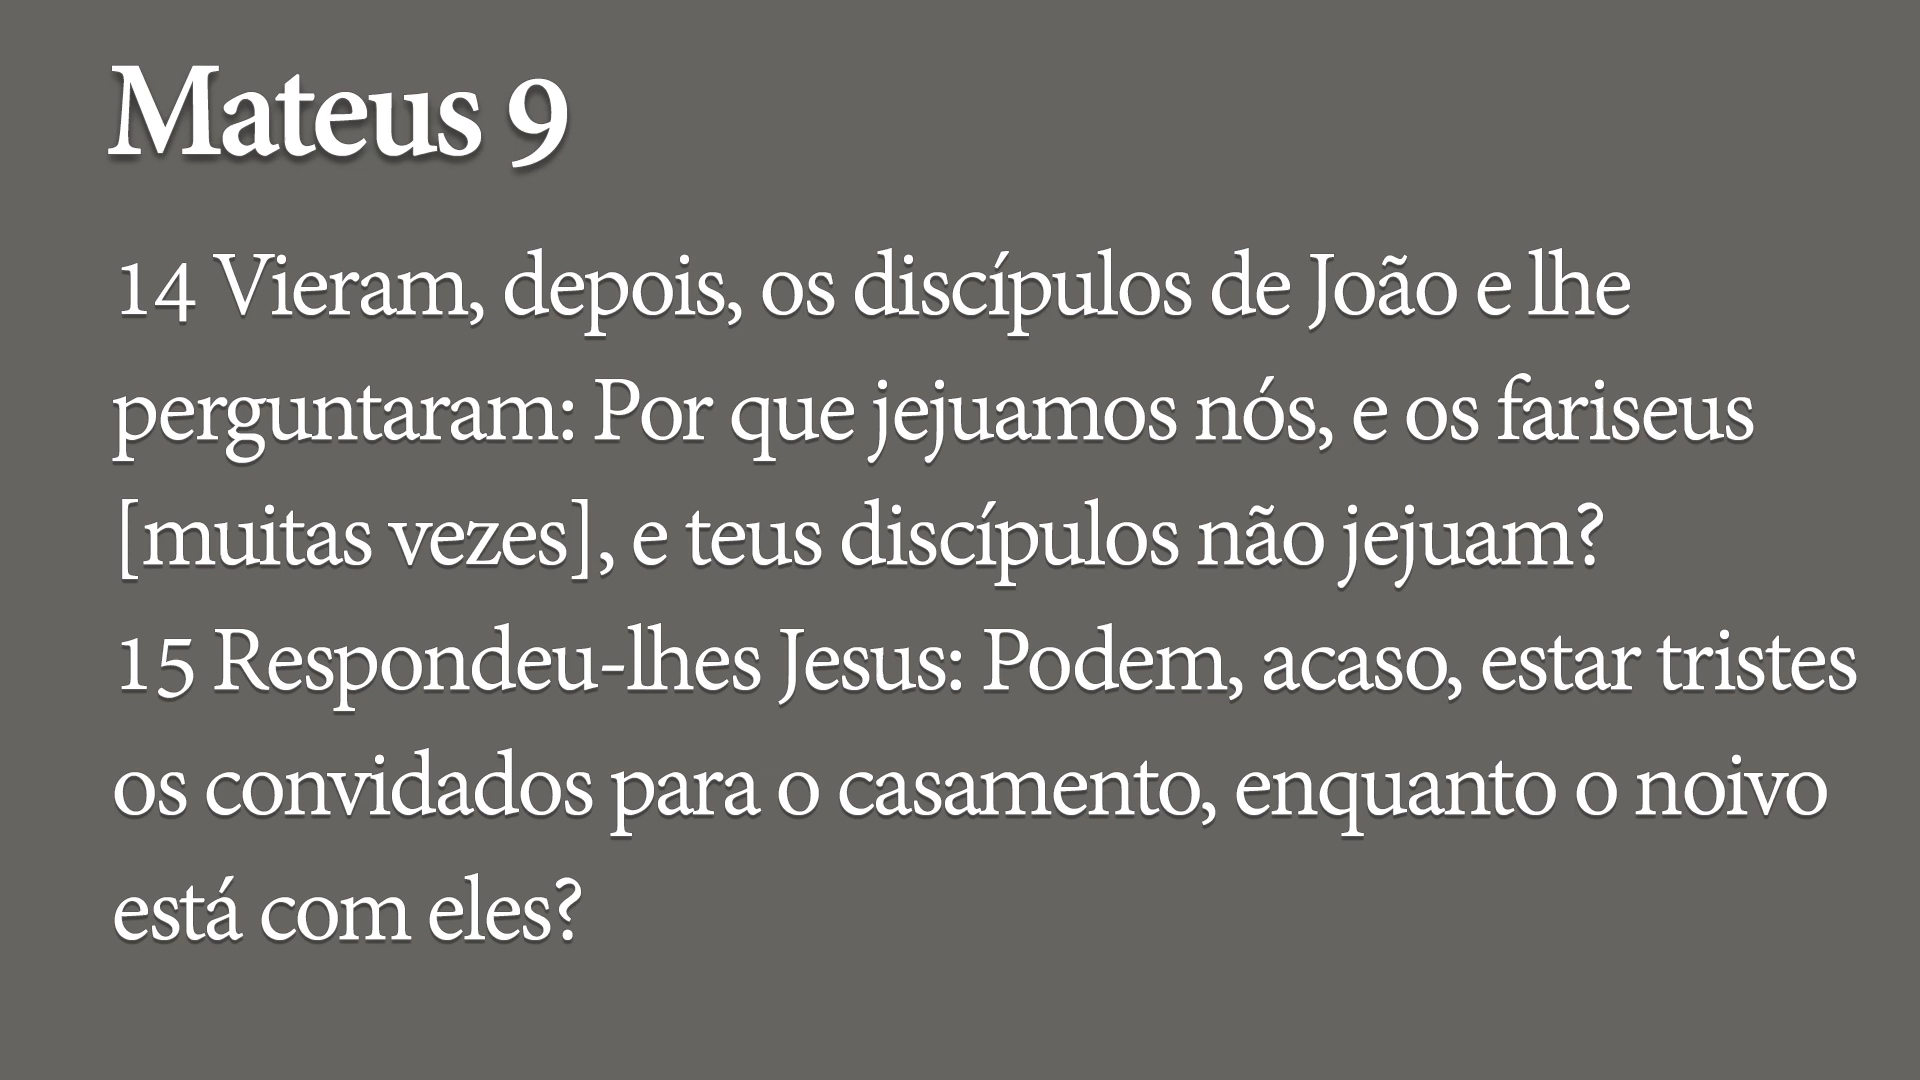 Mateus 9
14 Vieram, depois, os discípulos de João e lhe
perguntaram: Por que jejuamos nós, e os fariseus
[muitas vezes], e teus discípulos não jejuam?
15 Respondeu-lhes Jesus: Podem, acaso, estar tristes
os convidados para o casamento, enquanto o noivo
está com eles?